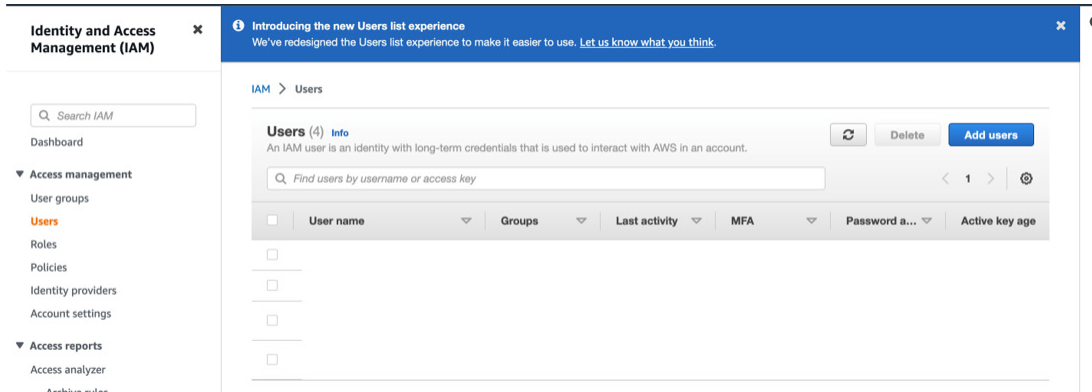 Identity and Access
Management (IAM)
Search IAM
Dashboard
Access management
User groups
Users
Roles
Policies
Identity providers
Account settings
Access reports
Access analyzer
Introducing the new Users list experience
We've redesigned the Users list experience to make it easier to use. Let us know what you think.
IAM > Users
Users (4) Info
An IAM user is an identity with long-term credentials that is used to interact with AWS in an account.
Delete
Add users
Find users by username or access key
1
User name Groups Last activity MFA Password a... Active key age